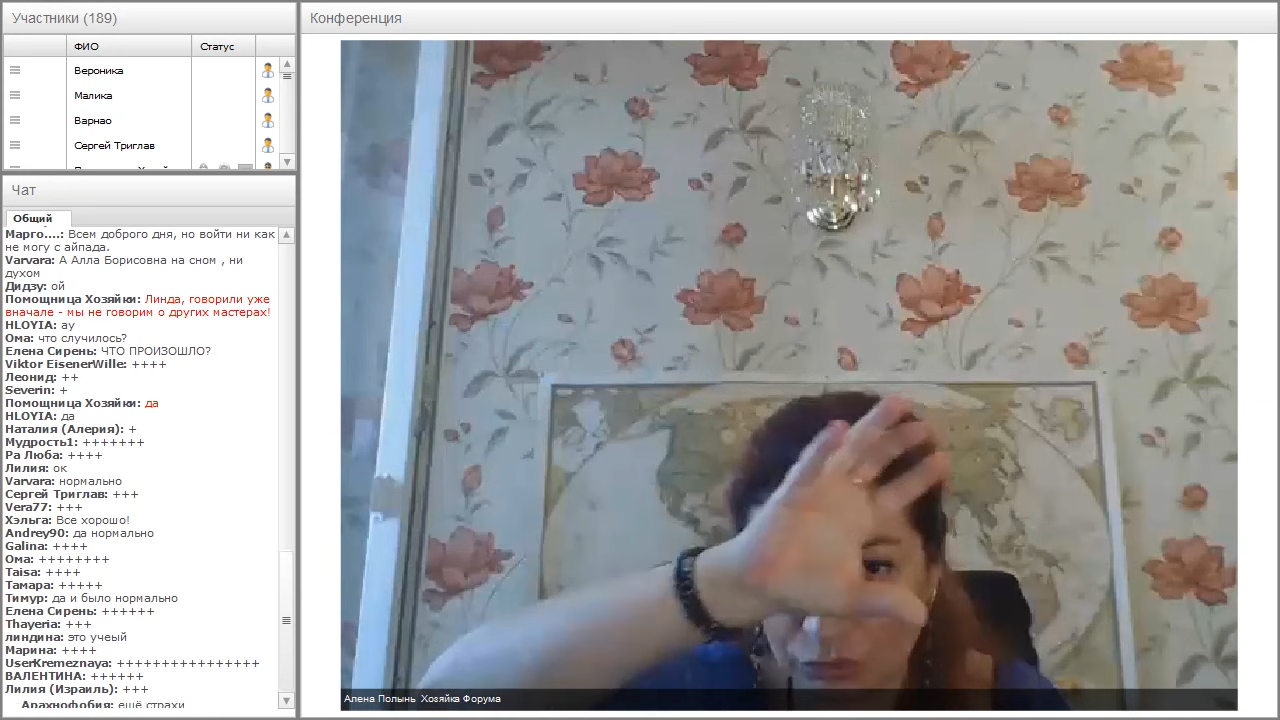 Участники (189)
Конференция
ФИО
Статус
Вероника
Малика
Варнао
Сергей Триглав
Чат
Общий
Марго....: Всем доброго дня, но войти ни как
не могу с айпада.
Varvara: А Алла Борисовна на сном , ни
духом
Дидзу: ой
Помощница Хозяйки: Линда, говорили уже
вначале - мы не говорим о других мастерах!
HLOYIA: ау
Ома: что случилось?
Елена Сирень: ЧТО ПРОИЗОШЛО?
Viktor EisenerWille: ++++
Леонид: ++
Severin: +
Помощница Хозяйки: да
HLOYIA: да
Наталия (Алерия): +
Мудрость1: +++++++
Ра Люба: ++++
Лилия: ок
Varvara: нормально
Сергей Триглав: +++
Vera77: +++
Хэльга: Все хорошо!
Andrey90: да нормально
Galina: ++++
Ома: ++++++++
Taisa: ++++
Тамара: +++++
Тимур: да и было нормально
Елена Сирень: ++++++
Thayeria: +++
линдина: это учеый
Марина: ++++
UserKremeznaya: ++++++++++++++++
ВАЛЕНТИНА: ++++++
Лилия (Израиль): +++
Арахнофобия: ещё страхи
Алена Полынь Хозяйка Форума